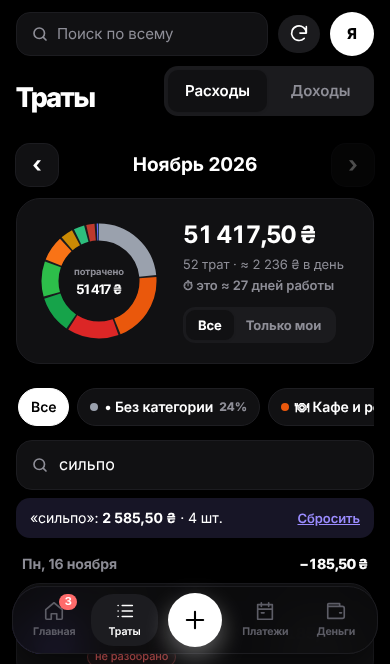 Поиск по всему
Я
Траты
Расходы
Доходы
‹
Ноябрь 2026
›
потрачено
51 417 ₴
51 417,50 ₴
52 трат · ≈ 2 236 ₴ в день
⏱ это ≈ 27 дней работы
Все
Только мои
Все
• Без категории 24%
🍽 Кафе и р
сильпо
«сильпо»: 2 585,50 ₴ · 4 шт.
Сбросить
Пн, 16 ноября
−185,50 ₴
3
Главная
Траты
+
Платежи
Деньги
не разобрано